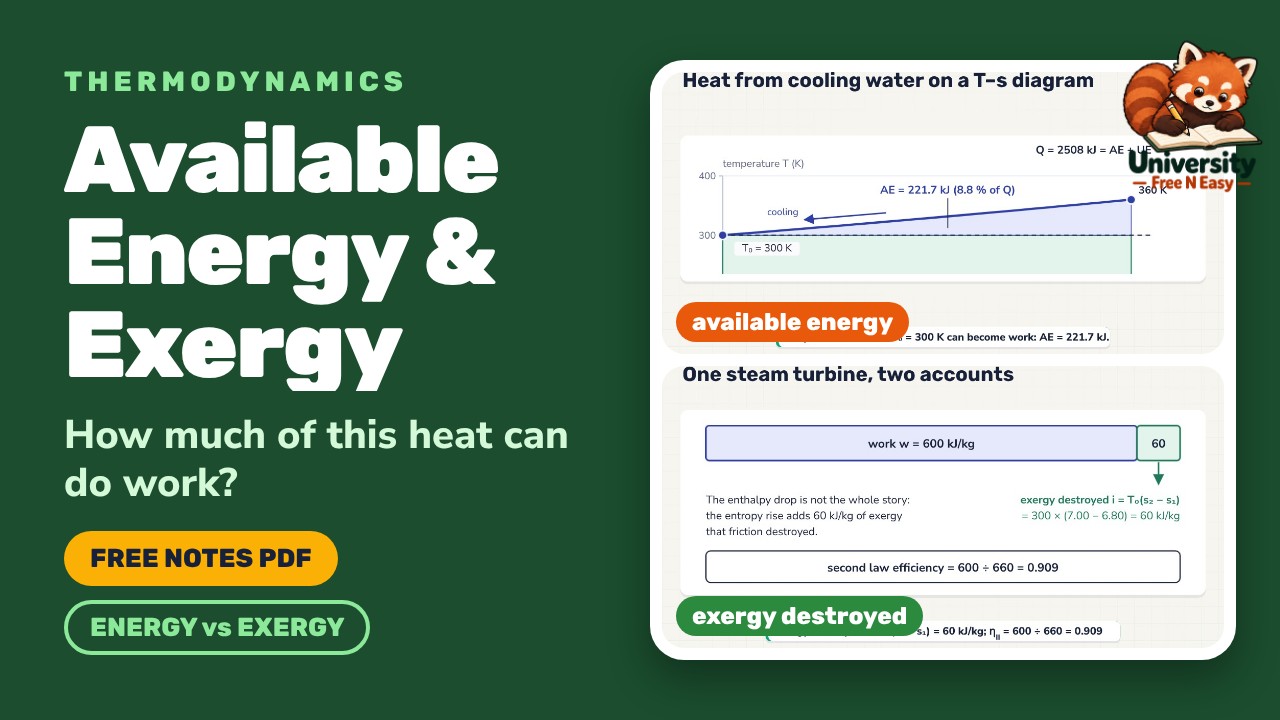 THERMODYNAMICS
Available
Energy &
Exergy
How much of this heat can
do work?
FREE NOTES PDF
ENERGY vs EXERGY
Heat from cooling water on a T–s diagram
Q = 2508 kJ = AE + UE
temperature T (K)
400
AE = 221.7 kJ (8.8 % of Q)
360 K
cooling
300
T₀ = 300 K
available energy
= 300 K can become work: AE = 221.7 kJ.
One steam turbine, two accounts
work w = 600 kJ/kg
60
The enthalpy drop is not the whole story:
the entropy rise adds 60 kJ/kg of exergy
that friction destroyed.
exergy destroyed i = T₀(s₂ − s₁)
= 300 × (7.00 − 6.80) = 60 kJ/kg
second law efficiency = 600 ÷ 660 = 0.909
exergy destroyed
s₁) = 60 kJ/kg; ηII = 600 ÷ 660 = 0.909
University
Free N Easy